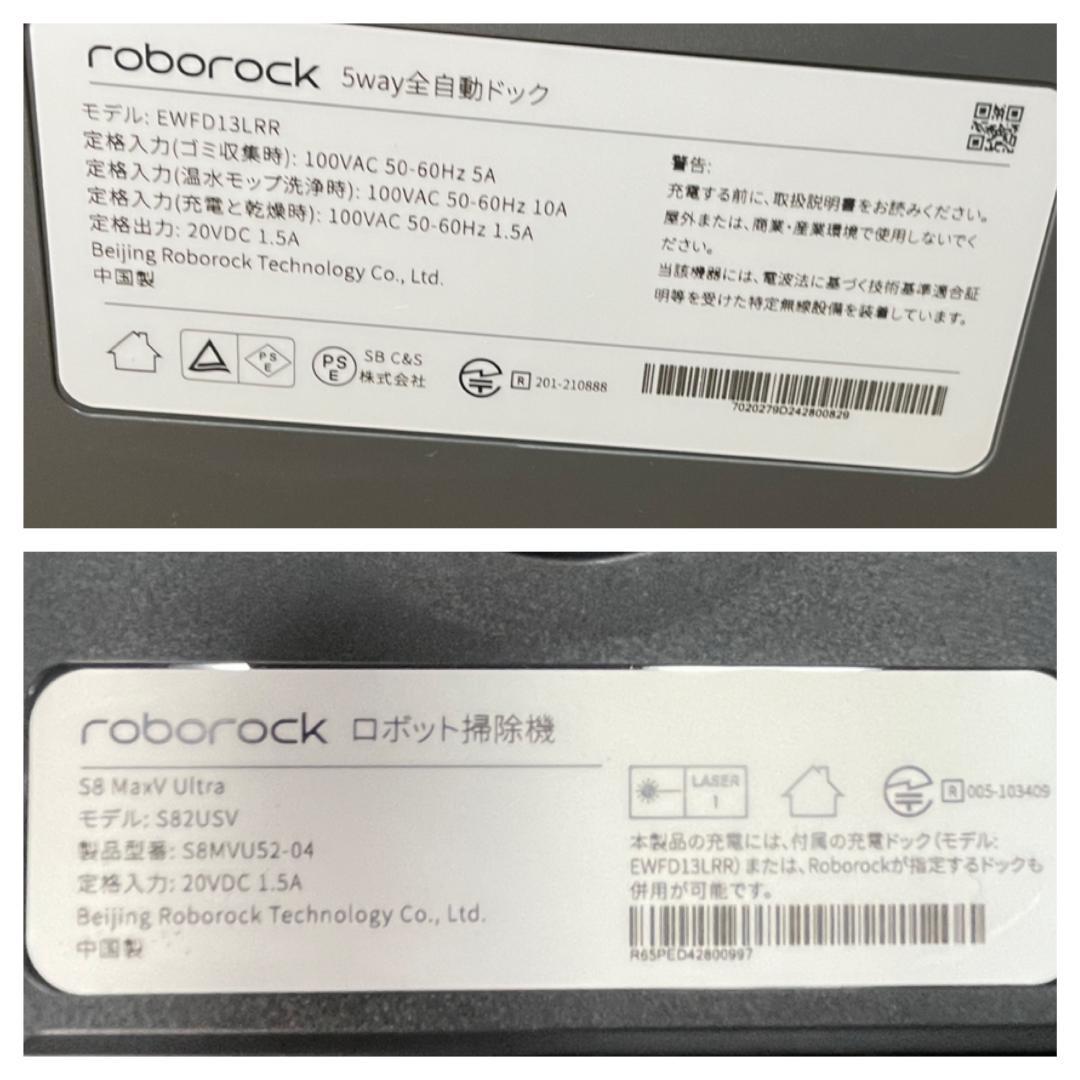 roborock 5way全自動ドック
モデル: EWFD13LRR
定格入力(ゴミ収集時): 100VAC 50-60Hz 5A
定格入力(温水モップ洗浄時): 100VAC 50-60Hz 10A
定格入力(充電と乾燥時): 100VAC 50-60Hz 1.5A
定格出力: 20VDC 1.5A
Beijing Roborock Technology Co., Ltd.
中国製
警告:
充電する前に、取扱説明書をお読みください。
屋外または、商業・産業環境で使用しないでく
ださい。
当該機器には、電波法に基づく技術基準適合証
明等を受けた特定無線設備を装着しています。
PS
E
PS
E
SB C&S
株式会社
R 201-210888
7020279D242800829
roborock ロボット掃除機
S8 MaxV Ultra
モデル: S82USV
製品型番: S8MVU52-04
定格入力: 20VDC 1.5A
Beijing Roborock Technology Co., Ltd.
中国製
LASER
1
R 005-103409
本製品の充電には、付属の充電ドック(モデル:
EWFD13LRR)または、Roborockが指定するドックも
併用が可能です。
R65PED42800997